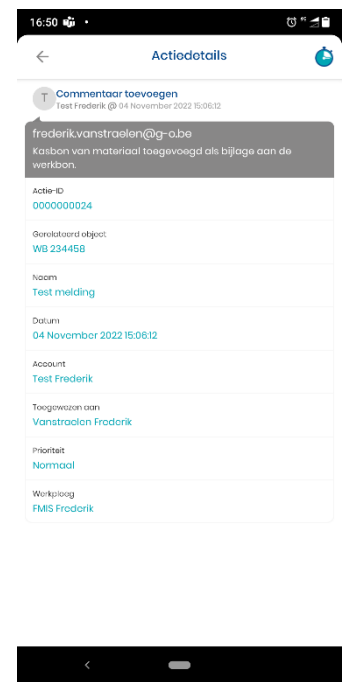 16:50
Actiedetails
T
Commentaar toevoegen
Test Frederik @ 04 November 2022 15:06:12
frederik.vanstraelen@g-o.be
Kasbon van materiaal toegevoegd als bijlage aan de
werkbon.
Actie-ID
0000000024
Gerelateerd object
WB 234458
Naam
Test melding
Datum
04 November 2022 15:06:12
Account
Test Frederik
Toegewezen aan
Vanstraelen Frederik
Prioriteit
Normaal
Werkploeg
FMIS Frederik